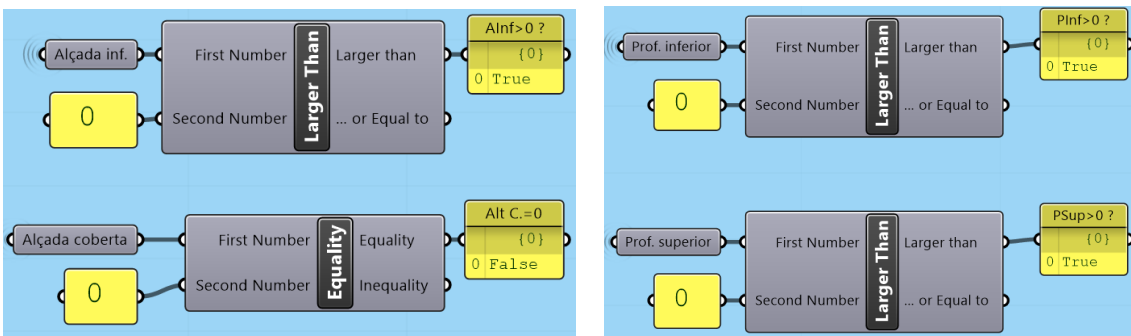 Alçada inf.
First Number
Larger Than
Larger than
AInf>0 ?
{0}
0 True
0
Second Number
... or Equal to
Alçada coberta
First Number
Equality
Equality
Alt C.=0
{0}
0 False
0
Second Number
Inequality
Prof. inferior
First Number
Larger Than
Larger than
PInf>0 ?
{0}
0 True
0
Second Number
... or Equal to
Prof. superior
First Number
Larger Than
Larger than
PSup>0 ?
{0}
0 True
0
Second Number
... or Equal to